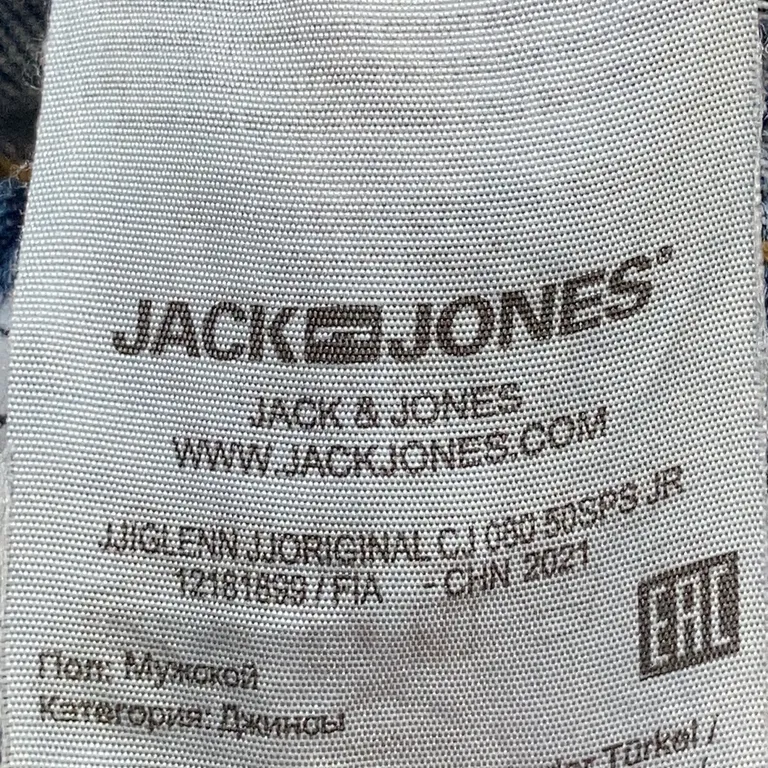 JACK JONES®
JACK & JONES
WWW.JACKJONES.COM
JJIGLENN JJORIGINAL CJ 090 50SPS JR
12181899 / FIA - CHN 2021
EAC
Пол: Мужской
Категория: Джинсы
Türkei /